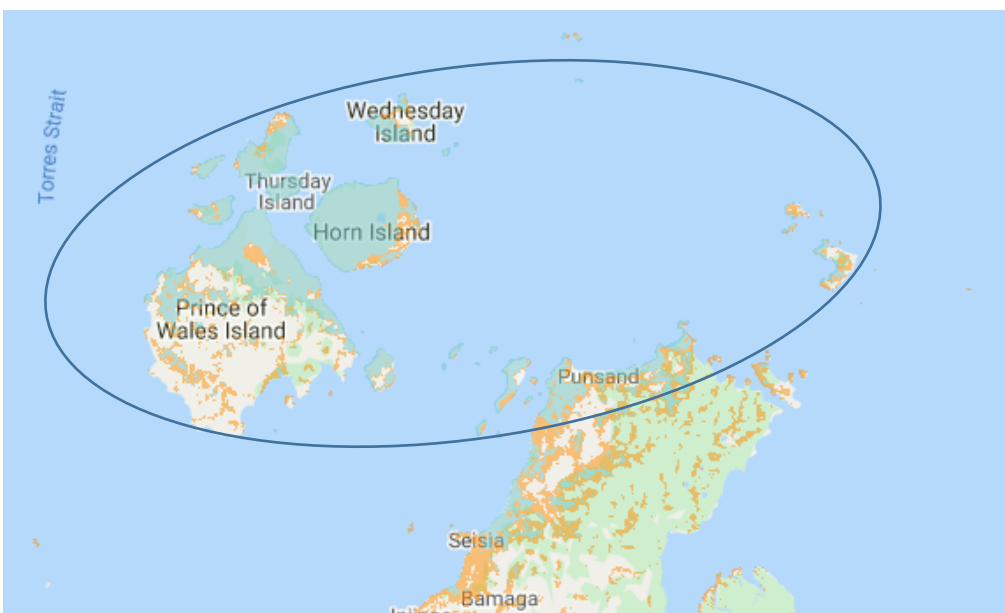 Torres Strait
Wednesday
Island
Thursday
Island
Horn Island
Prince of
Wales Island
Punsand
Seisia
Bamaga